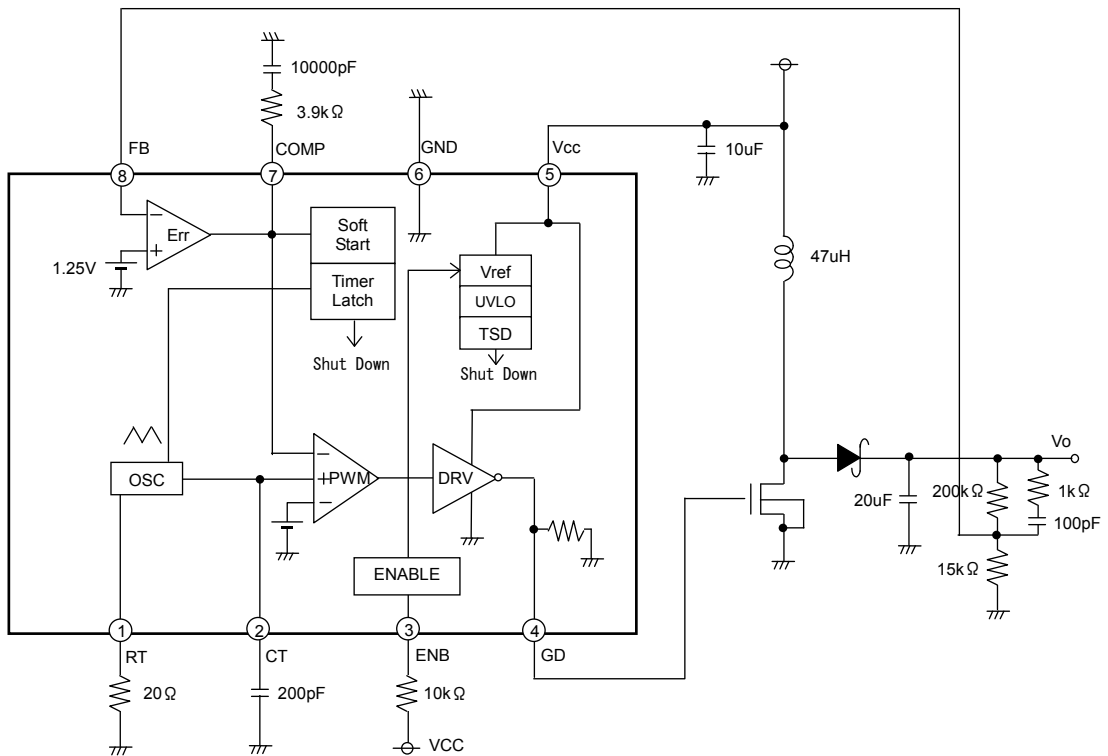 10000pF
3.9kΩ
FB
COMP
GND
Vcc
10uF
8
7
6
5
Err
1.25V
Soft
Start
Timer
Latch
Shut Down
Vref
UVLO
TSD
Shut Down
47uH
OSC
PWM
DRV
ENABLE
Vo
20uF
200kΩ
1kΩ
100pF
15kΩ
1
2
3
4
RT
CT
ENB
GD
20Ω
200pF
10kΩ
VCC